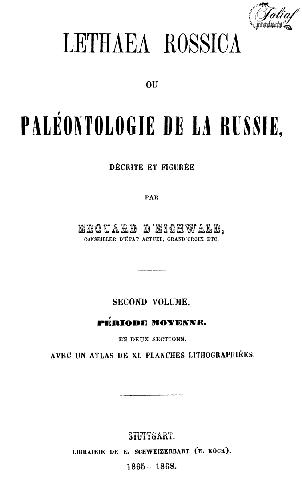 Foliaf
products
LETHAEA ROSSICA
OU
PALÉONTOLOGIE DE LA RUSSIE,
DÉCRITE ET FIGURÉE
PAR
EDOUARD D'EICHWALD,
CONSEILLER D'ÉTAT ACTUEL, GRAND'CROIX ETC.
SECOND VOLUME.
PÉRIODE MOYENNE.
EN DEUX SECTIONS.
AVEC UN ATLAS DE XL PLANCHES LITHOGRAPHIÉES.
STUTTGART.
LIBRAIRIE DE E. SCHWEIZERBART (E. KOCH).
1865–1868.